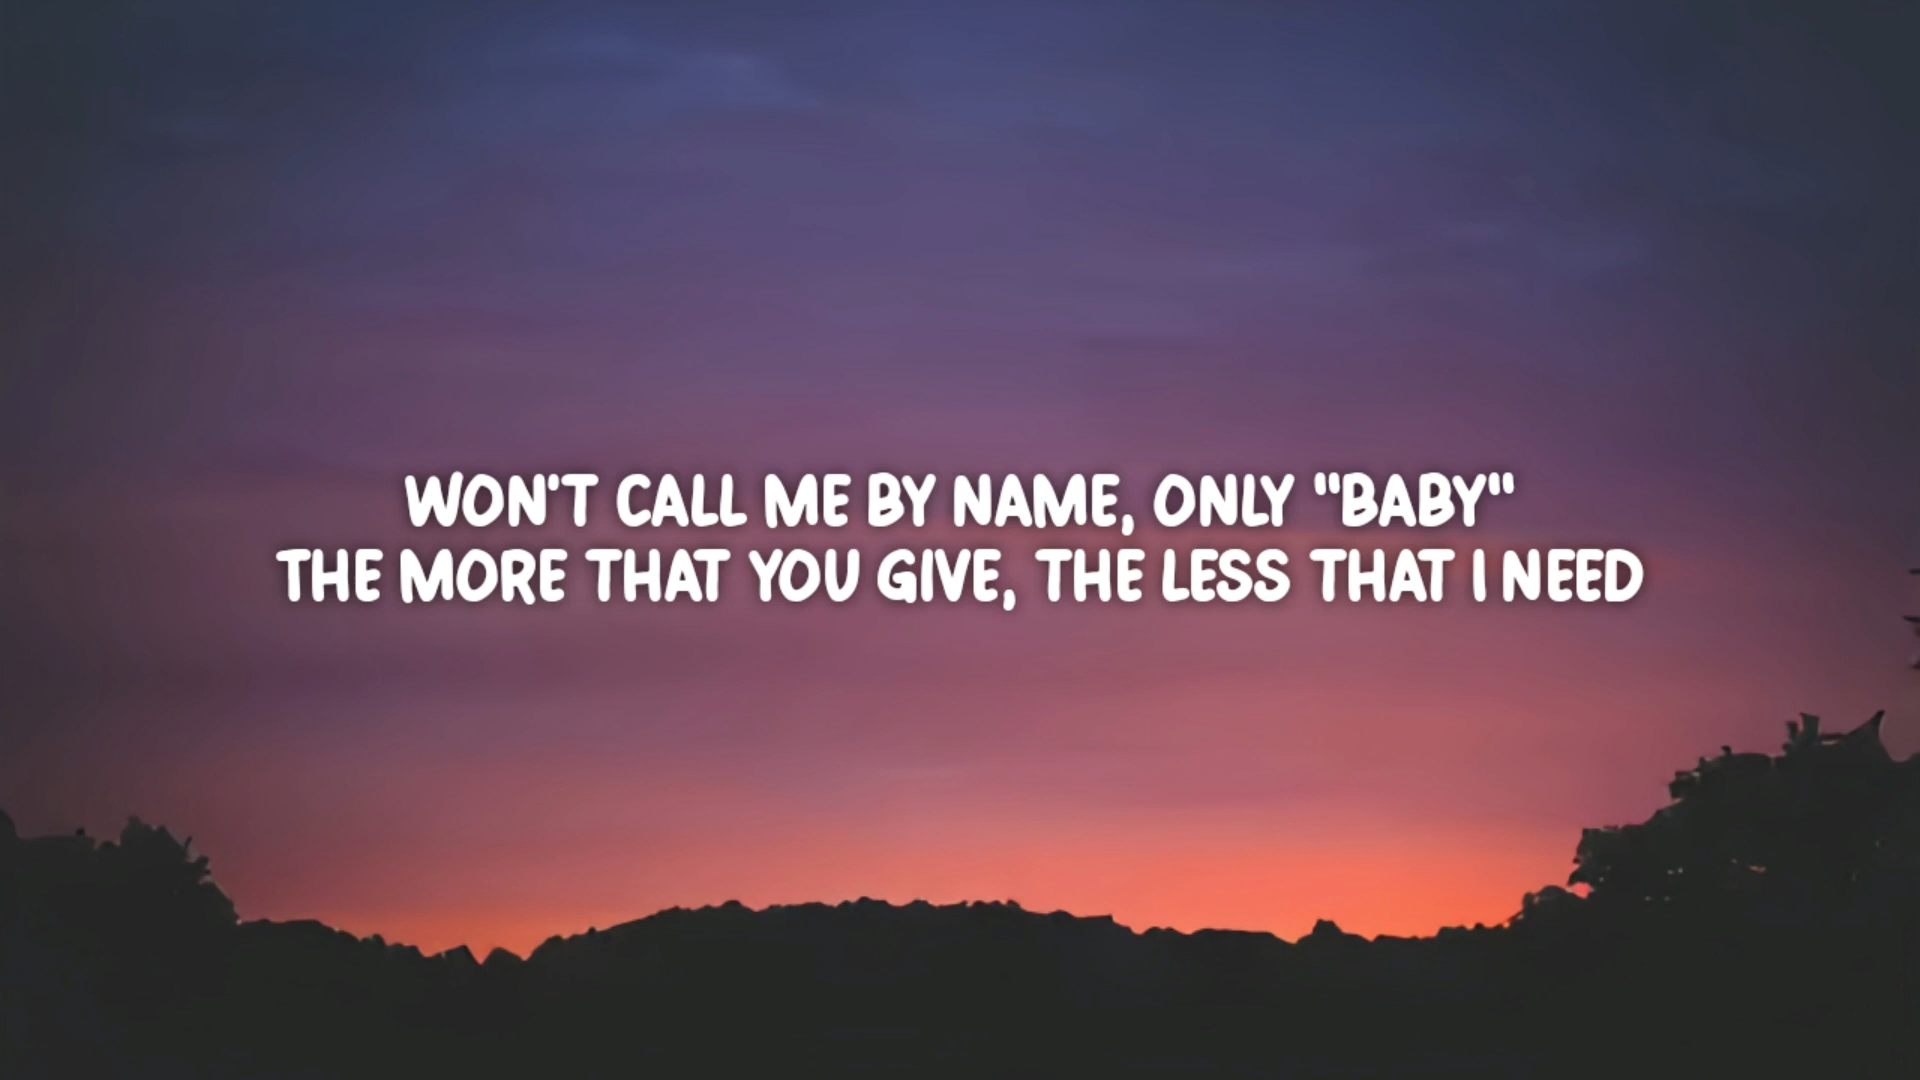 WON'T CALL ME BY NAME, ONLY "BABY"
THE MORE THAT YOU GIVE, THE LESS THAT I NEED